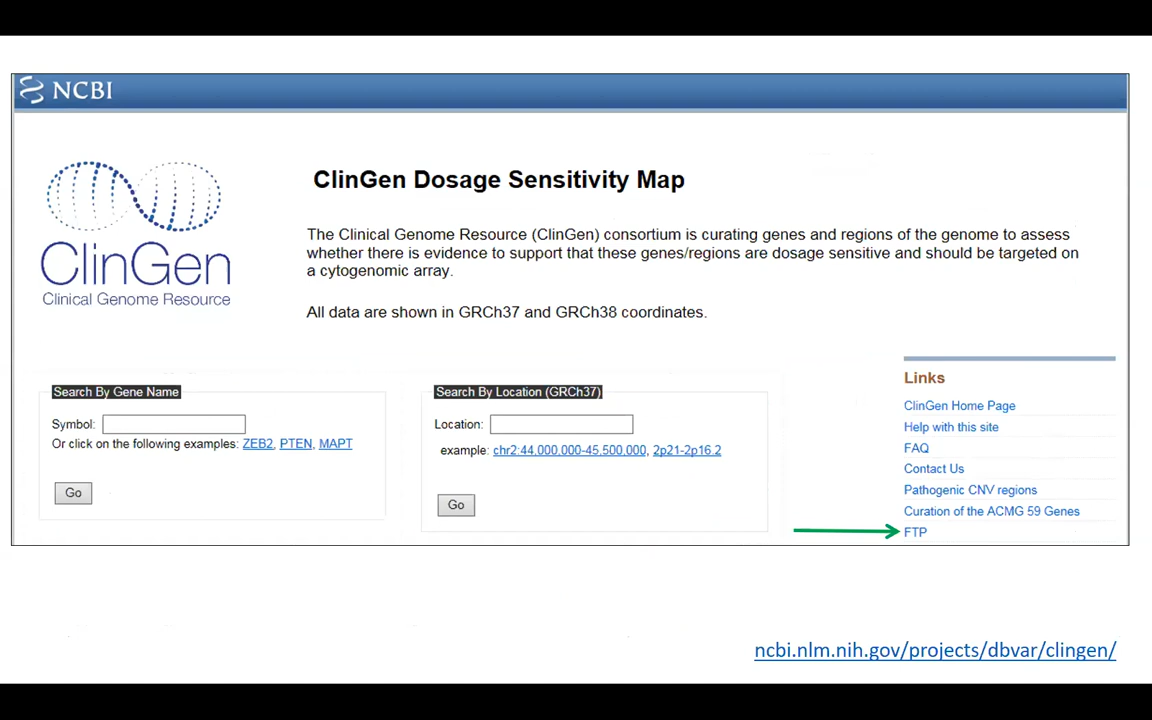 NCBI
ClinGen
Clinical Genome Resource
ClinGen Dosage Sensitivity Map
The Clinical Genome Resource (ClinGen) consortium is curating genes and regions of the genome to assess
whether there is evidence to support that these genes/regions are dosage sensitive and should be targeted on
a cytogenomic array.
All data are shown in GRCh37 and GRCh38 coordinates.
Search By Gene Name
Symbol:
Or click on the following examples: ZEB2, PTEN, MAPT
Go
Search By Location (GRCh37)
Location:
example: chr2:44,000,000-45,500,000, 2p21-2p16.2
Go
Links
ClinGen Home Page
Help with this site
FAQ
Contact Us
Pathogenic CNV regions
Curation of the ACMG 59 Genes
FTP
ncbi.nlm.nih.gov/projects/dbvar/clingen/